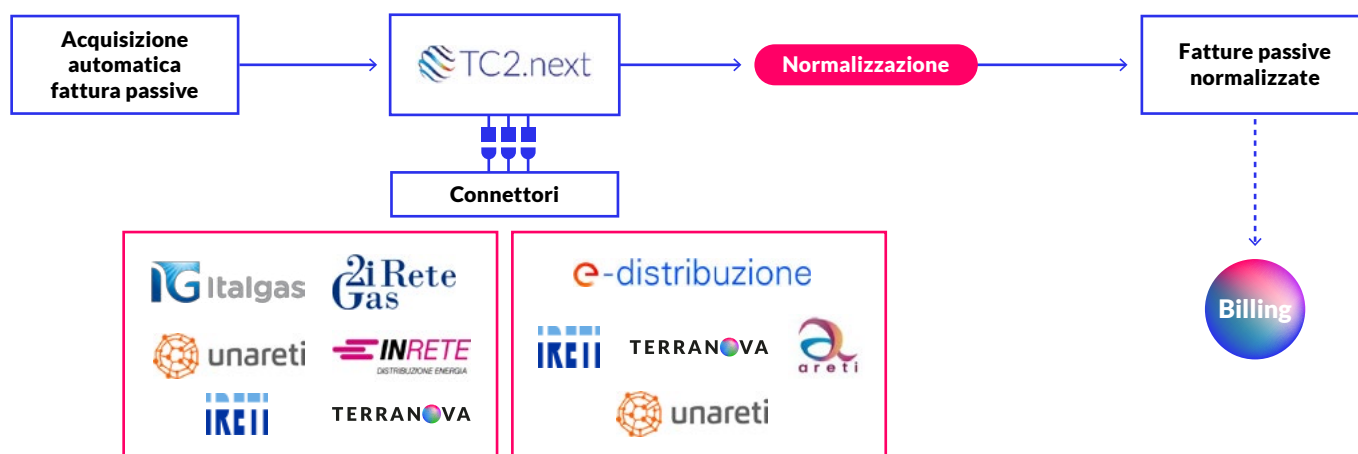 Acquisizione
automatica
fattura passive
TC2.next
Normalizzazione
Fatture passive
normalizzate
Connettori
IG Italgas
2i Rete
Gas
unareti
INRETE
DISTRIBUZIONE ENERGIA
IRETI
TERRANOVA
e-distribuzione
IRETI
TERRANOVA
a
areti
unareti
Billing